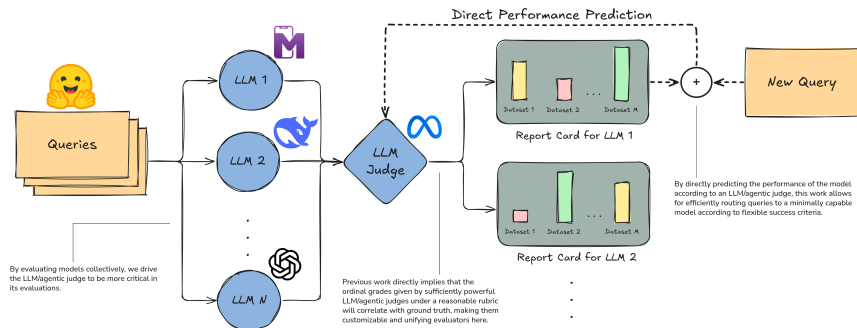 Direct Performance Prediction
Queries
LLM 1
LLM 2
LLM N
LLM
Judge
Dataset 1
Dataset 2
...
Dataset M
Report Card for LLM 1
Dataset 1
Dataset 2
...
Dataset M
Report Card for LLM 2
+
New Query
By evaluating models collectively, we drive
the LLM/agentic judge to be more critical in
its evaluations.
Previous work directly implies that the
ordinal grades given by sufficiently powerful
LLM/agentic judges under a reasonable rubric
will correlate with ground truth, making them
customizable and unifying evaluators here.
By directly predicting the performance of the model
according to an LLM/agentic judge, this work allows
for efficiently routing queries to a minimally capable
model according to flexible success criteria.